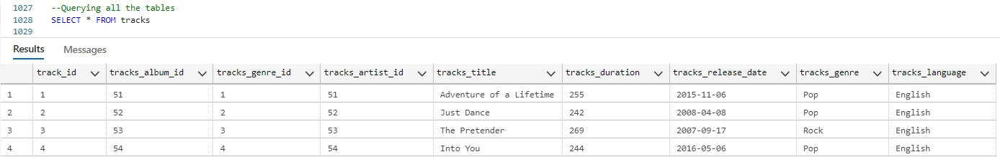 1027 --Querying all the tables
1028 SELECT * FROM tracks
1029
Results Messages
track_id tracks_album_id tracks_genre_id tracks_artist_id tracks_title tracks_duration tracks_release_date tracks_genre tracks_language
1 1 51 1 51 Adventure of a Lifetime 255 2015-11-06 Pop English
2 2 52 2 52 Just Dance 242 2008-04-08 Pop English
3 3 53 3 53 The Pretender 269 2007-09-17 Rock English
4 4 54 4 54 Into You 244 2016-05-06 Pop English